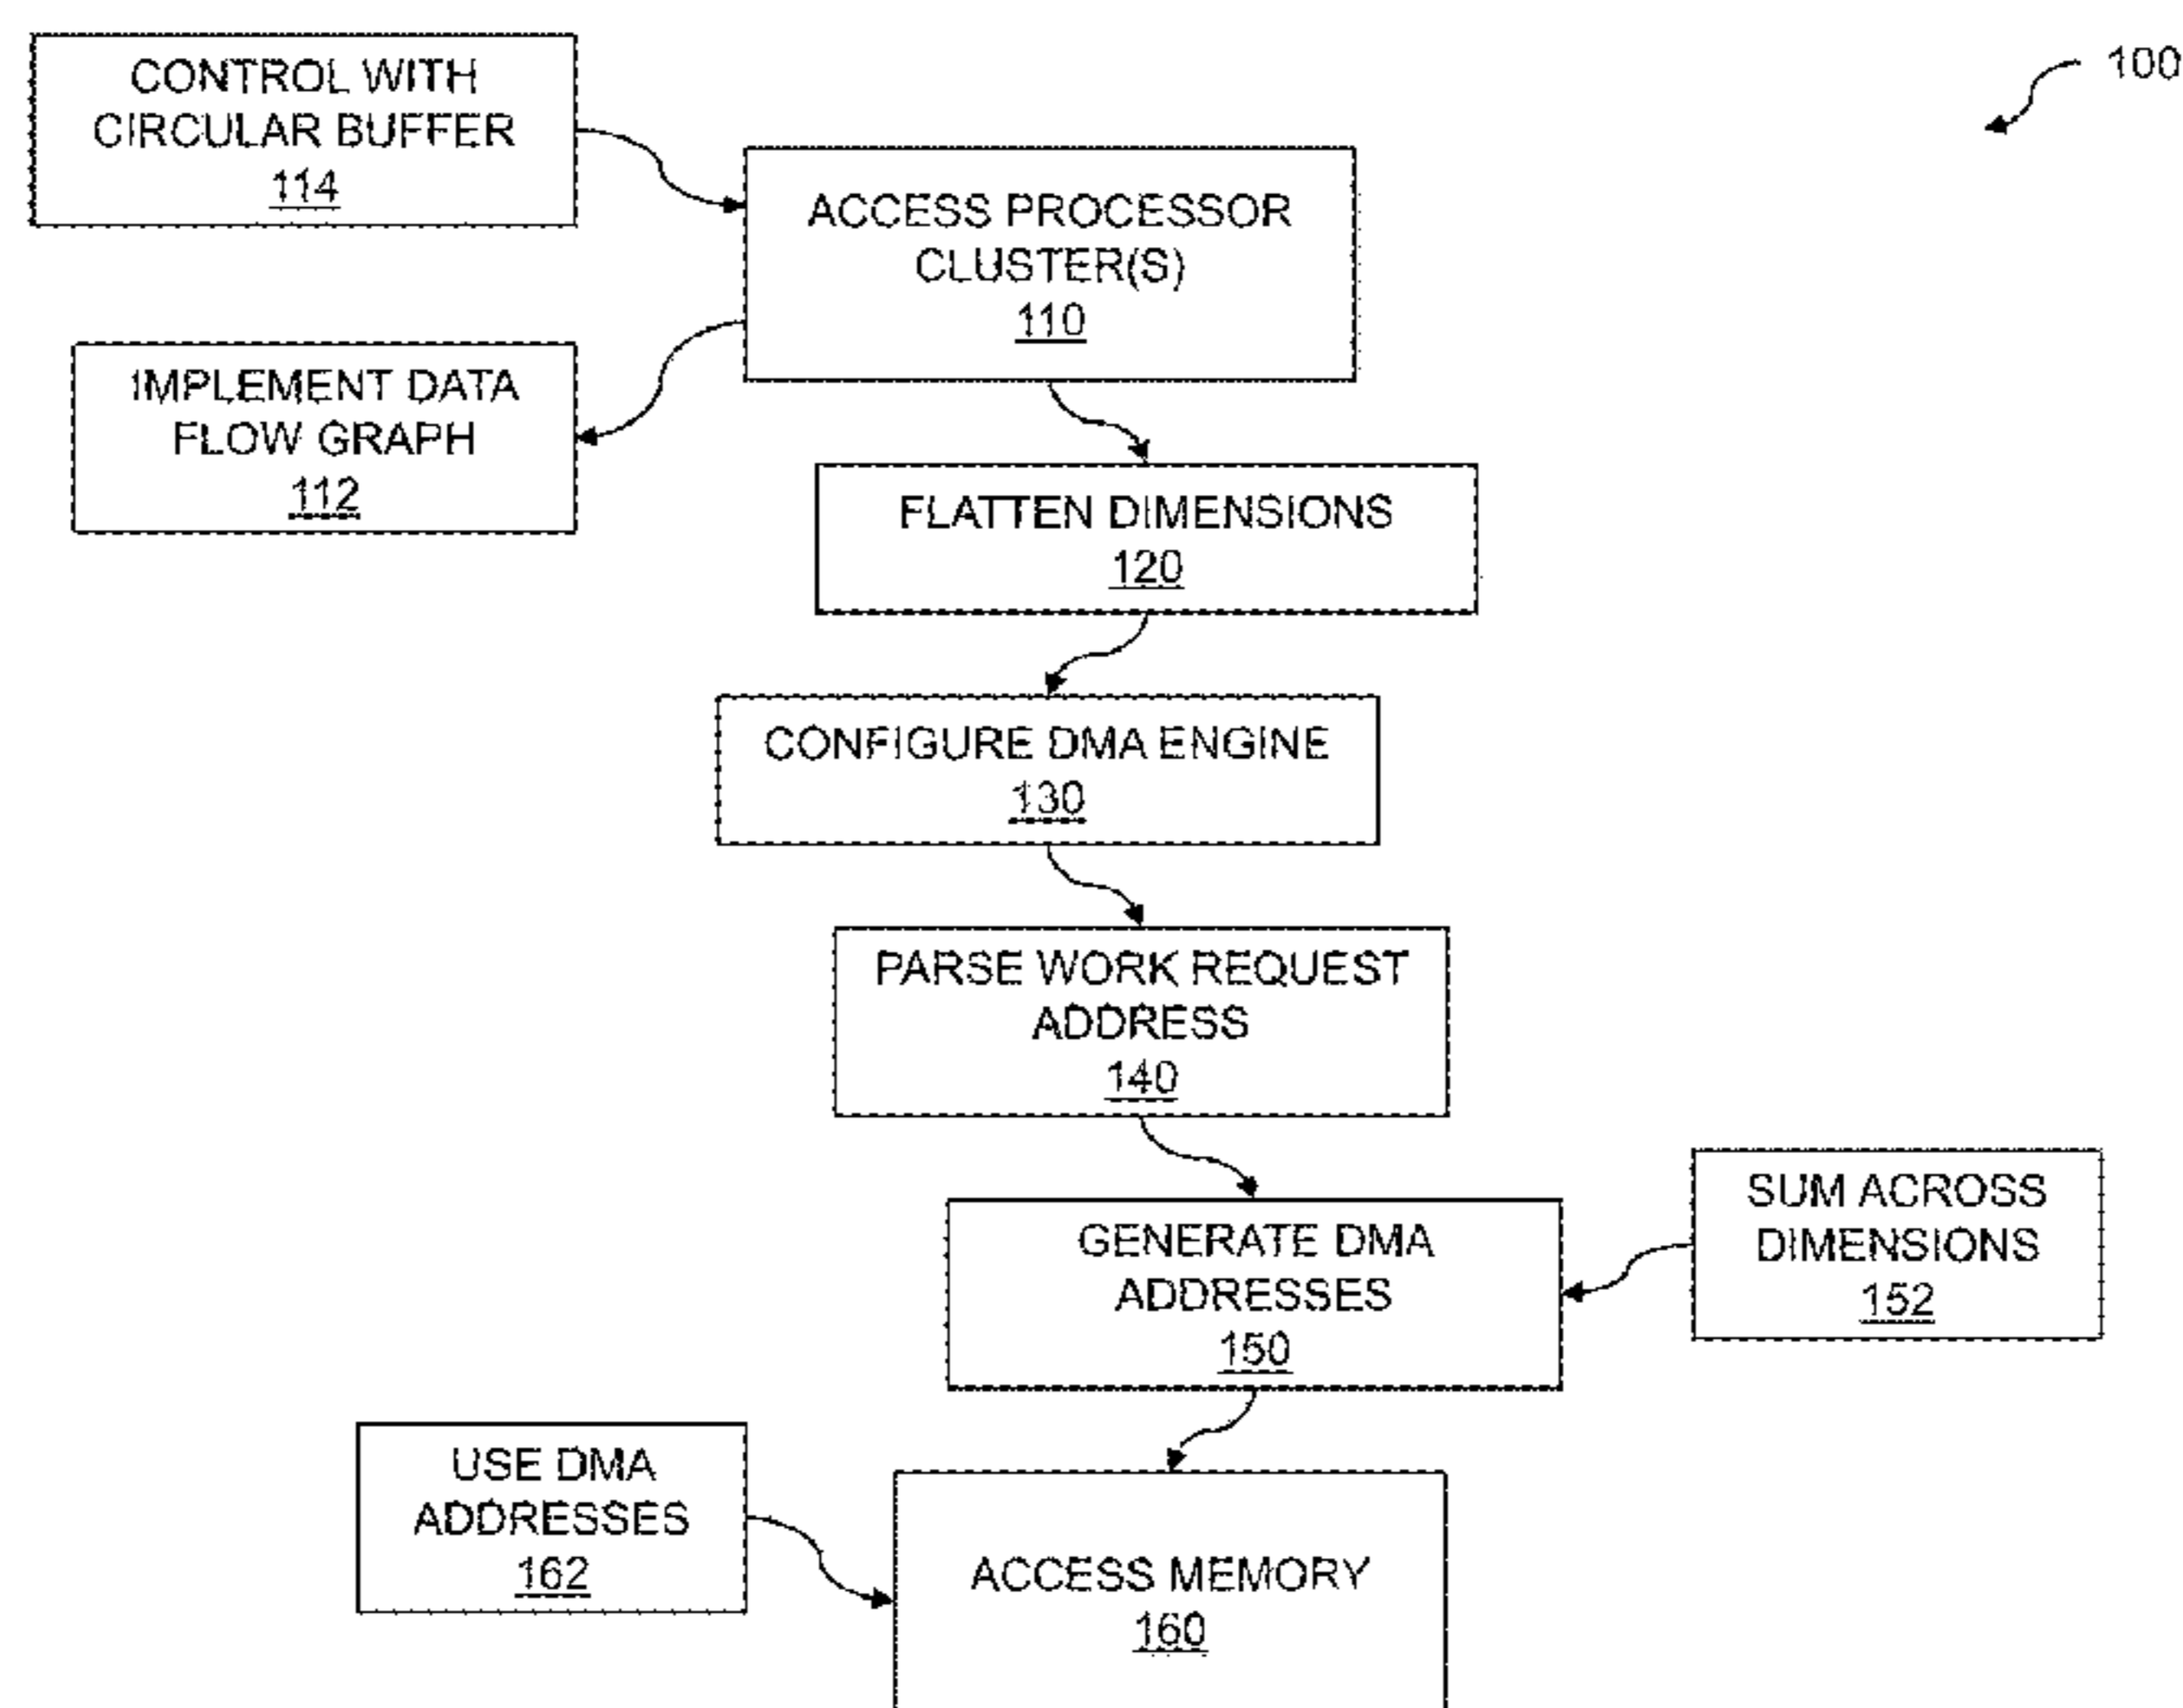 CONTROL WITH
CIRCULAR BUFFER
114
100
ACCESS PROCESSOR
CLUSTER(S)
110
IMPLEMENT DATA
FLOW GRAPH
112
FLATTEN DIMENSIONS
120
CONFIGURE DMA ENGINE
130
PARSE WORK REQUEST
ADDRESS
140
GENERATE DMA
ADDRESSES
150
SUM ACROSS
DIMENSIONS
152
USE DMA
ADDRESSES
162
ACCESS MEMORY
160